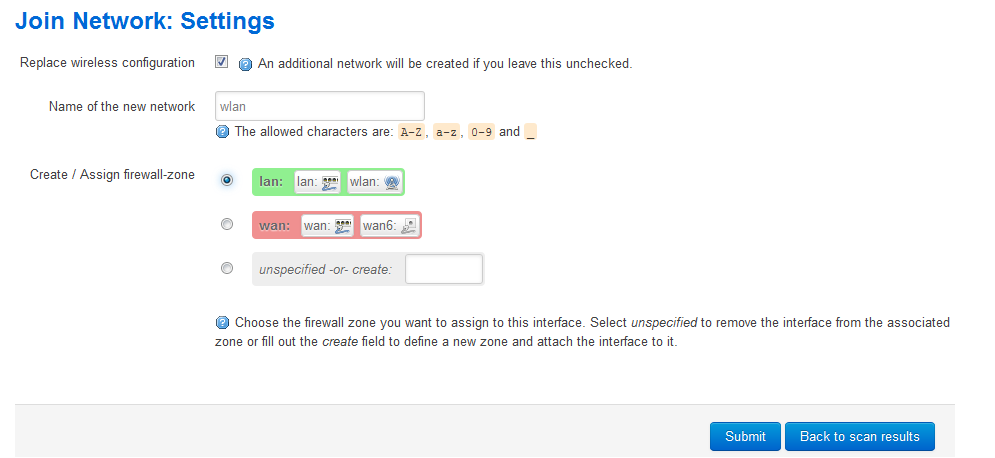 Join Network: Settings
Replace wireless configuration
An additional network will be created if you leave this unchecked.
Name of the new network
wlan
The allowed characters are: A-Z, a-z, 0-9 and _
Create / Assign firewall-zone
lan: lan: wlan:
wan: wan: wan6:
unspecified -or- create:
Choose the firewall zone you want to assign to this interface. Select unspecified to remove the interface from the associated
zone or fill out the create field to define a new zone and attach the interface to it.
Submit Back to scan results